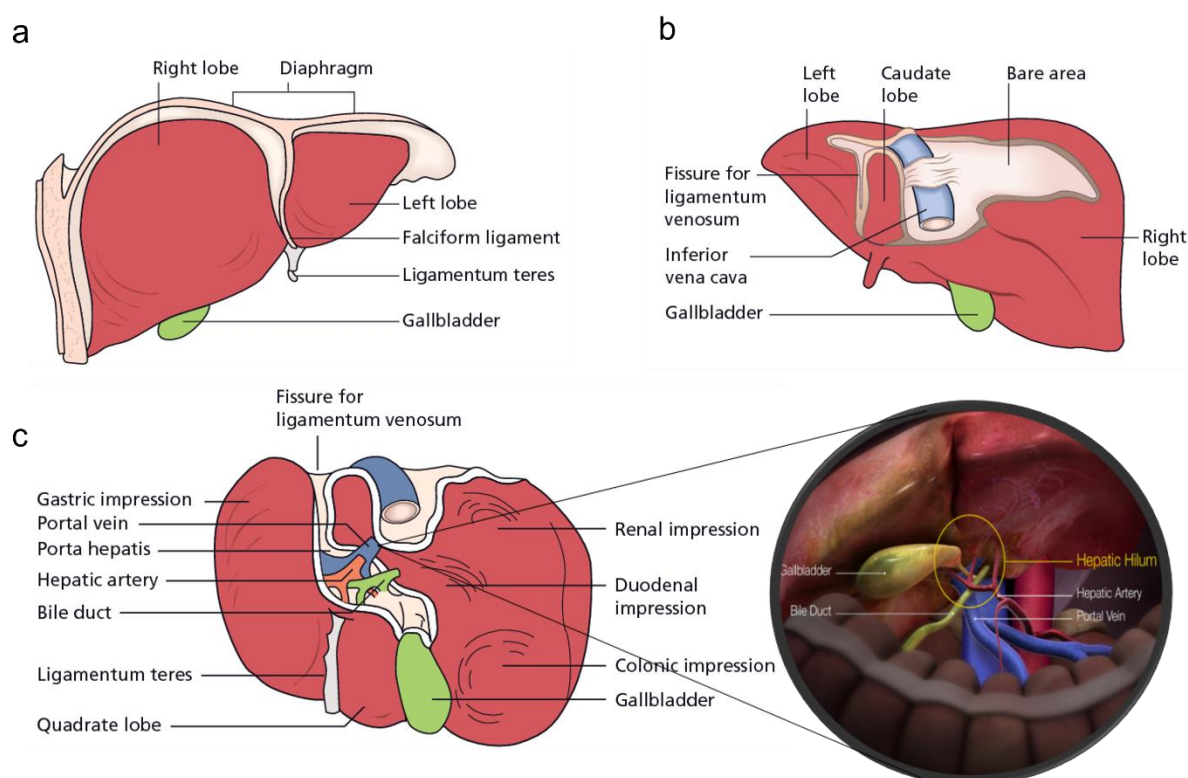 a
Right lobe
Diaphragm
Left lobe
Falciform ligament
Ligamentum teres
Gallbladder
b
Left
lobe
Caudate
lobe
Bare area
Fissure for
ligamentum
venosum
Inferior
vena cava
Gallbladder
Right
lobe
c
Fissure for
ligamentum venosum
Gastric impression
Portal vein
Porta hepatis
Hepatic artery
Bile duct
Ligamentum teres
Quadrate lobe
Renal impression
Duodenal
impression
Colonic impression
Gallbladder
Gallbladder
Bile Duct
Hepatic Hilum
Hepatic Artery
Portal Vein